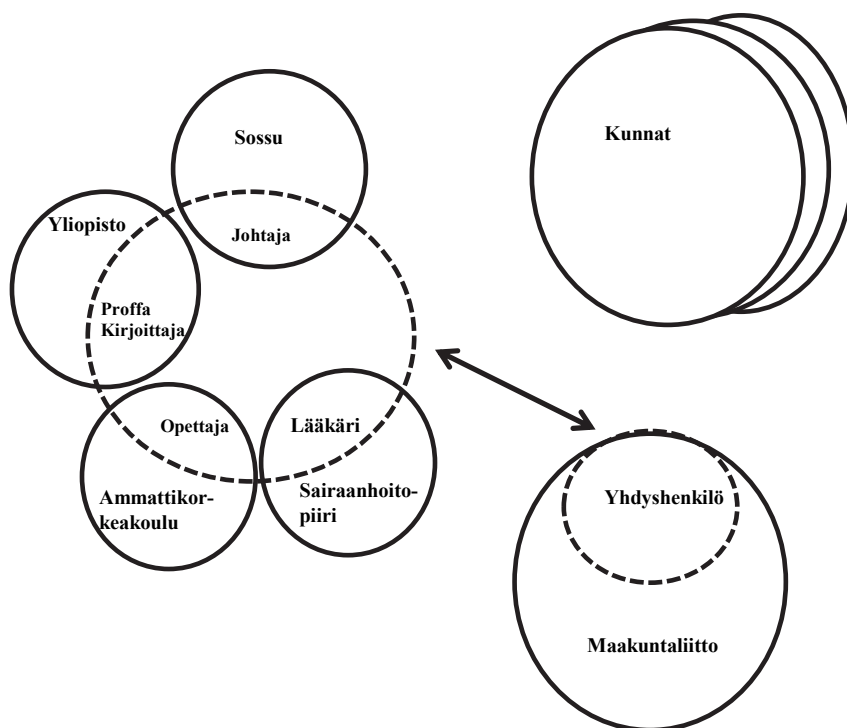 Sossu
Johtaja
Yliopisto
Proffa
Kirjoittaja
Opettaja
Ammattikor-
keakoulu
Lääkäri
Sairaanhoito-
piiri
Kunnat
Yhdyshenkilö
Maakuntaliitto